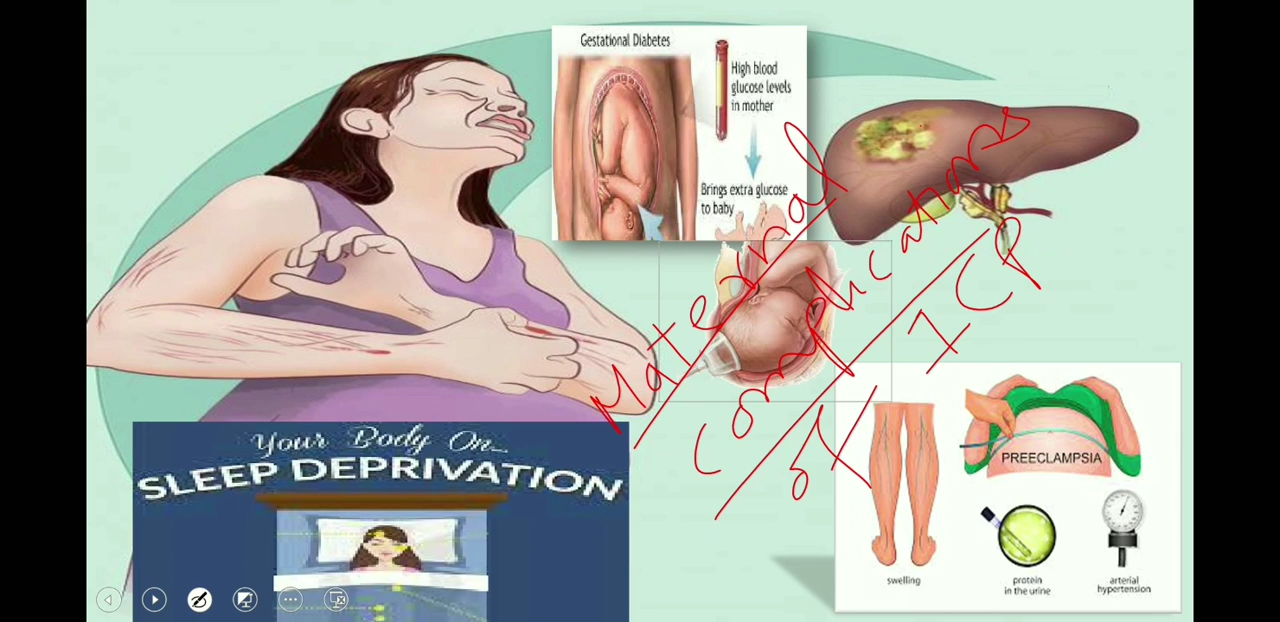 Gestational Diabetes
High blood
glucose levels
in mother
Brings extra glucose
to baby
Maternal
complications
of ICP
Your Body On...
SLEEP DEPRIVATION
PREECLAMPSIA
swelling
protein
in the urine
arterial
hypertension